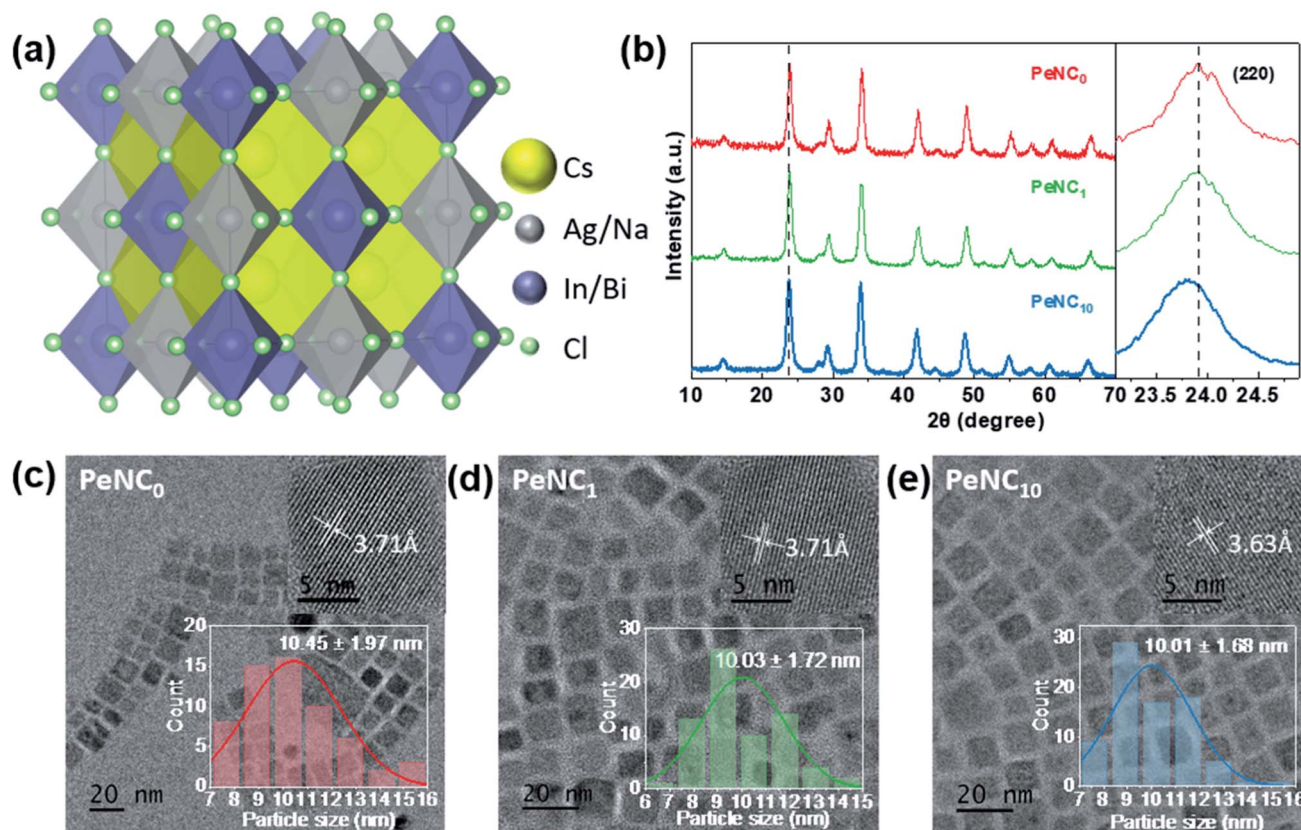 (a)
Cs
Ag/Na
In/Bi
Cl
(b)
PeNC₀
PeNC₁
PeNC₁₀
(220)
Intensity (a.u.)
10 20 30 40 50 60 70 23.5 24.0 24.5
2θ (degree)
(c)
PeNC₀
3.71Å
5 nm
10.45 ± 1.97 nm
20
15
10
5
0
Count
7 8 9 10 11 12 13 14 15 16
Particle size (nm)
20 nm
(d)
PeNC₁
3.71Å
5 nm
10.03 ± 1.72 nm
30
20
10
0
Count
6 7 8 9 10 11 12 13 14 15
Particle size (nm)
20 nm
(e)
PeNC₁₀
3.63Å
5 nm
10.01 ± 1.68 nm
30
20
10
0
Count
7 8 9 10 11 12 13 14 15 16
Particle size (nm)
20 nm